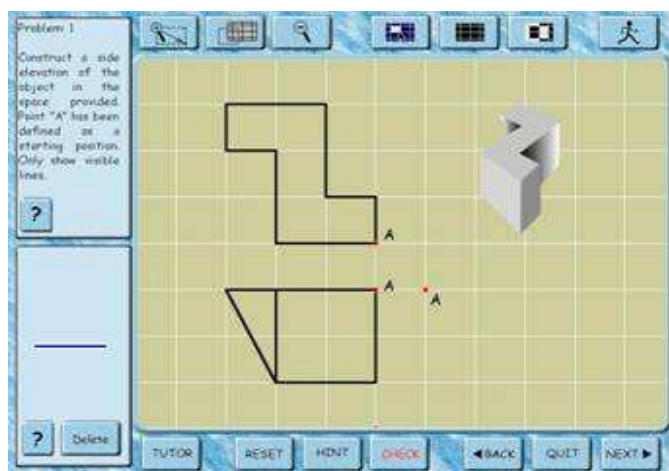 Problem 1
Construct a side
elevation of the
object in the
space provided.
Point "A" has been
defined as a
starting position.
Only show visible
lines.
?
A
A
A
? Delete
TUTOR RESET HINT CHECK ◄BACK QUIT NEXT►